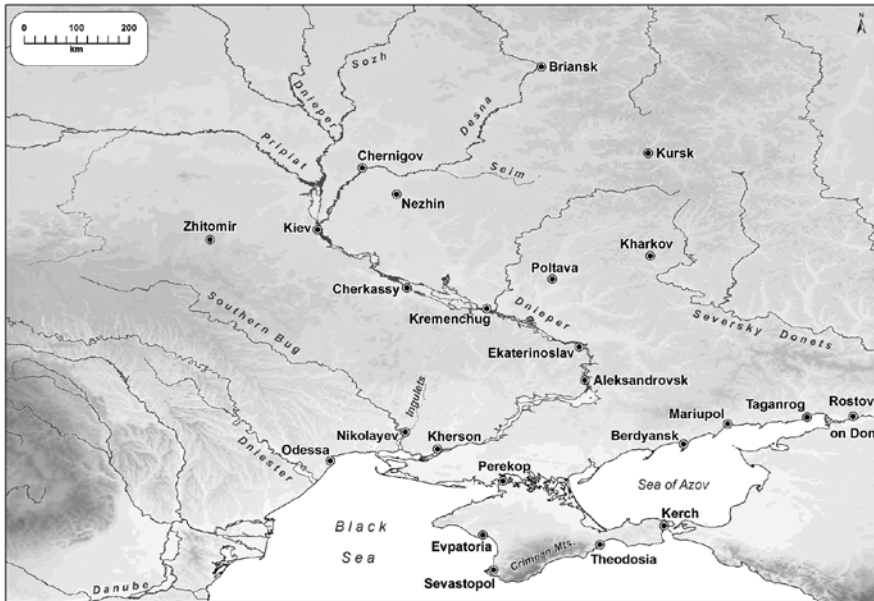 0 100 200
km
N
Sozh
Briansk
Dnieper
Desna
Pripiat
Chernigov
Seim
Kursk
Nezhin
Zhitomir
Kiev
Kharkov
Poltava
Cherkassy
Southern Bug
Kremenchug
Dnieper
Seversky Donets
Ekaterinoslav
Aleksandrovsk
Ingulets
Mariupol
Taganrog
Rostov
on Don
Nikolayev
Kherson
Berdyansk
Dniester
Odessa
Perekop
Sea of Azov
Black
Sea
Kerch
Evpatoria
Crimean Mts.
Theodosia
Sevastopol
Danube